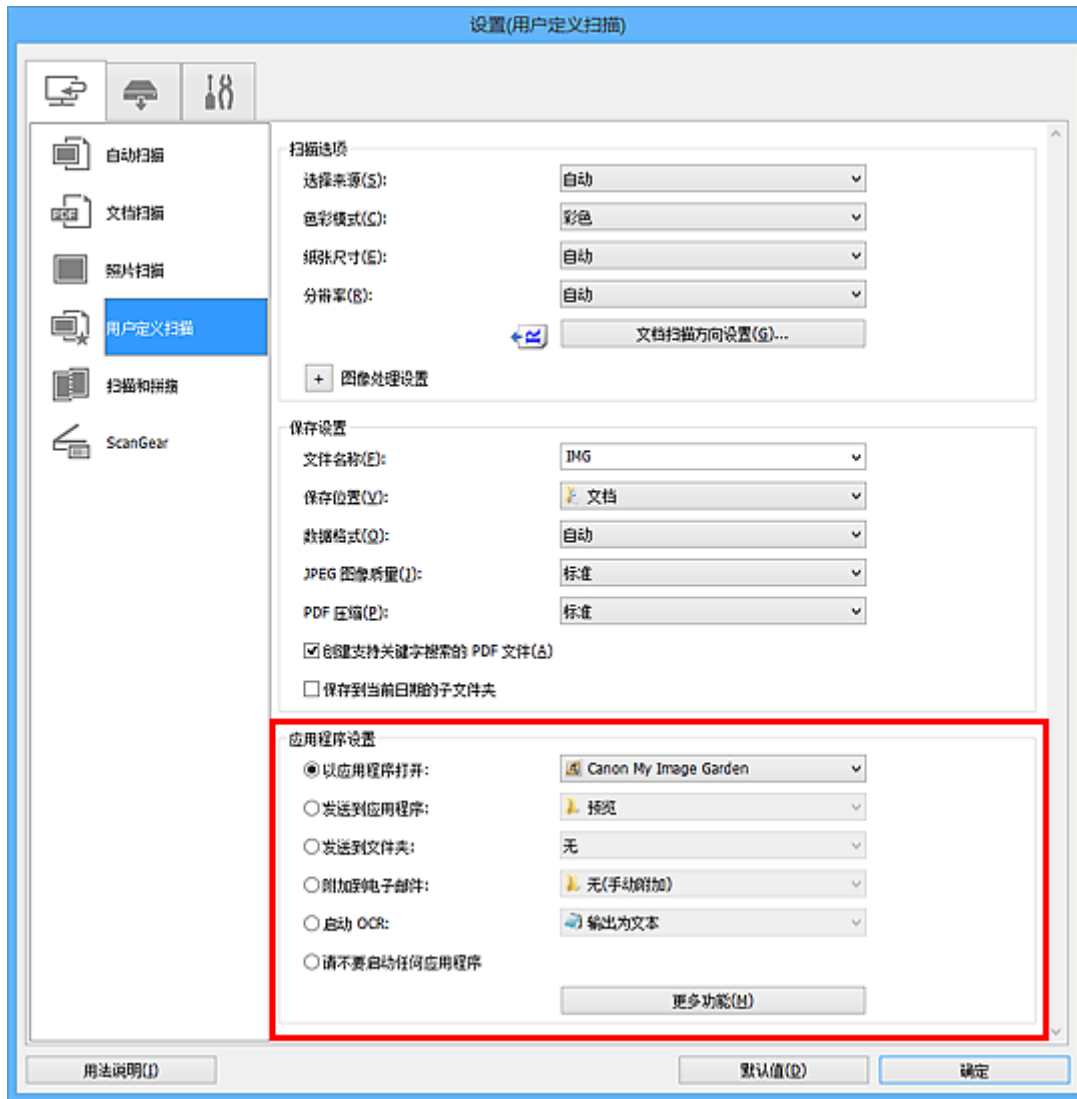 设置(用户定义扫描)
自动扫描
文档扫描
照片扫描
用户定义扫描
扫描和拼接
ScanGear
扫描选项
选择来源(S): 自动
色彩模式(C): 彩色
纸张尺寸(E): 自动
分辨率(R): 自动
文档扫描方向设置(G)...
+ 图像处理设置
保存设置
文件名称(F): IMG
保存位置(V): 文档
数据格式(O): 自动
JPEG 图像质量(J): 标准
PDF 压缩(P): 标准
创建支持关键字搜索的 PDF 文件(A)
保存到当前日期的子文件夹
应用程序设置
以应用程序打开: Canon My Image Garden
发送到应用程序: 预览
发送到文件夹: 无
附加到电子邮件: 无(手动附加)
启动 OCR: 输出为文本
请不要启动任何应用程序
更多功能(M)
用法说明(I) 默认值(D) 确定